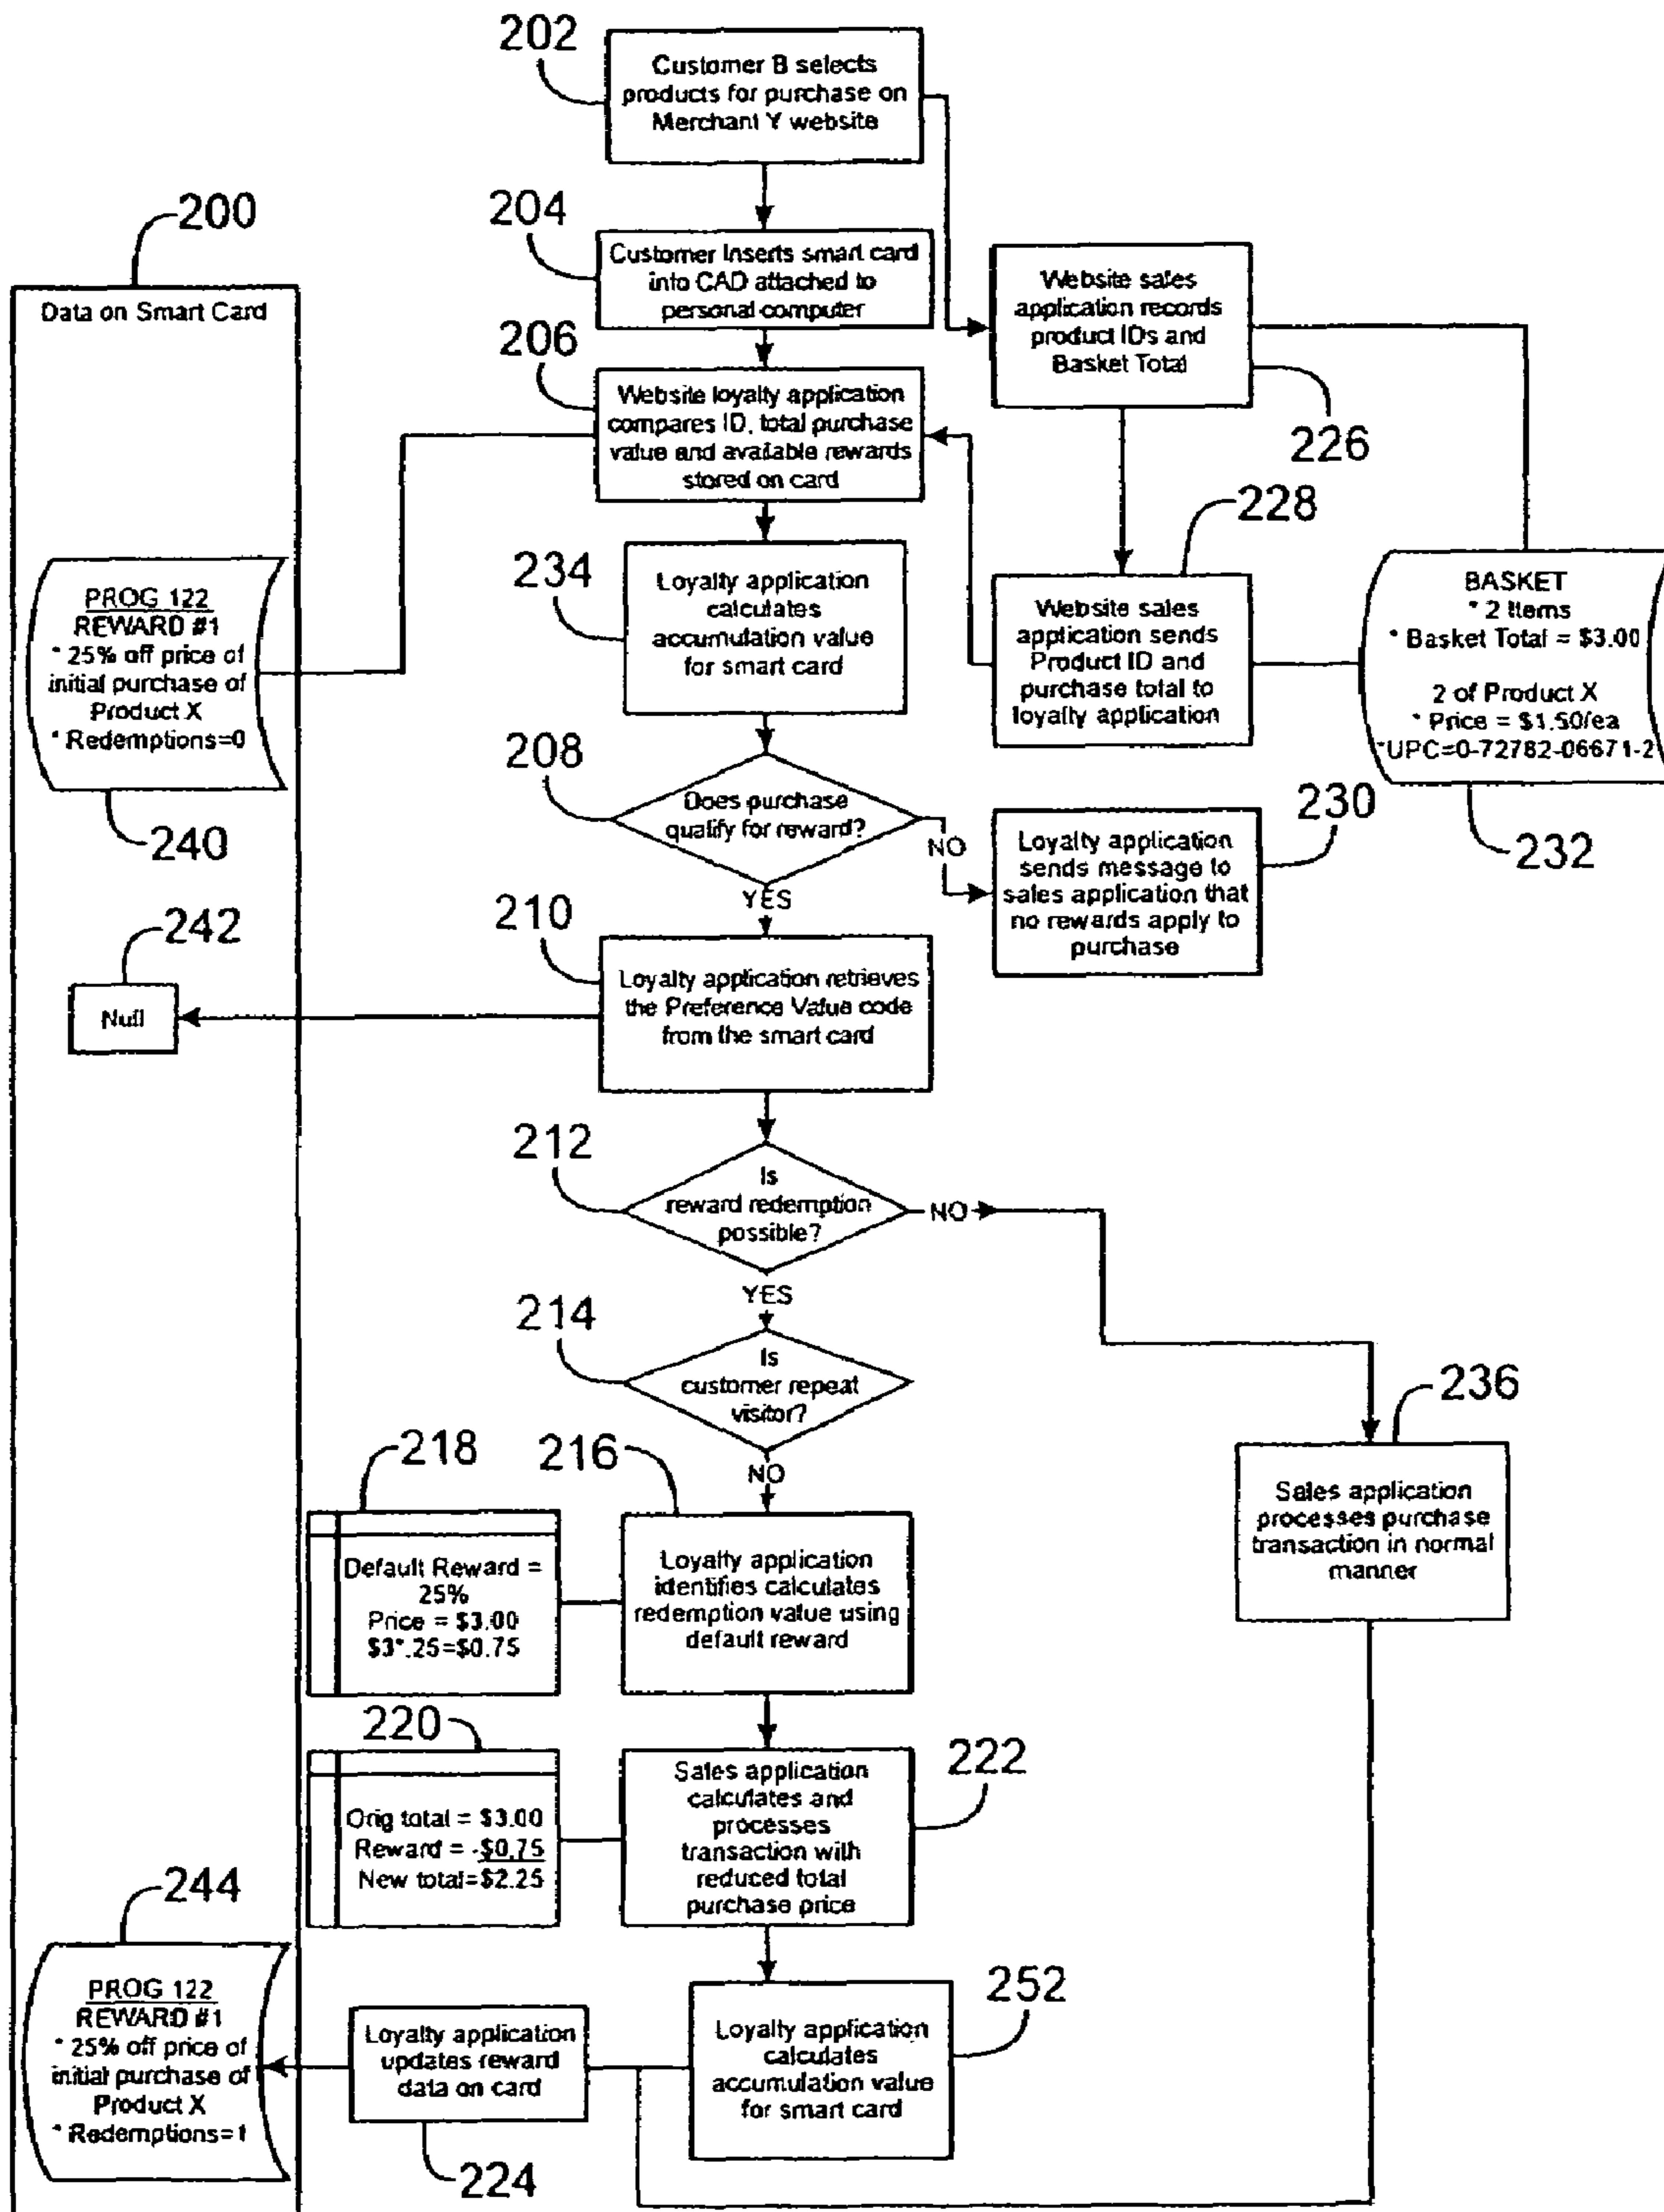 202
Customer B selects
products for purchase on
Merchant Y website
200
204
Customer Inserts smart card
into CAD attached to
personal computer
Website sales
application records
product IDs and
Basket Total
226
Data on Smart Card
206
Website loyalty application
compares ID, total purchase
value and available rewards
stored on card
228
234
Loyalty application
calculates
accumulation value
for smart card
Website sales
application sends
Product ID and
purchase total to
loyalty application
BASKET
* 2 Items
* Basket Total = $3.00
2 of Product X
* Price = $1.50/ea
*UPC=0-72782-06671-2
232
PROG 122
REWARD #1
* 25% off price of
initial purchase of
Product X
* Redemptions=0
240
208
Does purchase
qualify for reward?
NO
YES
230
Loyalty application
sends message to
sales application that
no rewards apply to
purchase
242
Null
210
Loyalty application retrieves
the Preference Value code
from the smart card
212
Is
reward redemption
possible?
NO
YES
214
Is
customer repeat
visitor?
NO
236
Sales application
processes purchase
transaction in normal
manner
218
Default Reward =
25%
Price = $3.00
$3*.25=$0.75
216
Loyalty application
identifies calculates
redemption value using
default reward
220
Orig total = $3.00
Reward = -$0.75
New total=$2.25
222
Sales application
calculates and
processes
transaction with
reduced total
purchase price
244
PROG 122
REWARD #1
* 25% off price of
initial purchase of
Product X
* Redemptions=1
Loyalty application
updates reward
data on card
224
252
Loyalty application
calculates
accumulation value
for smart card